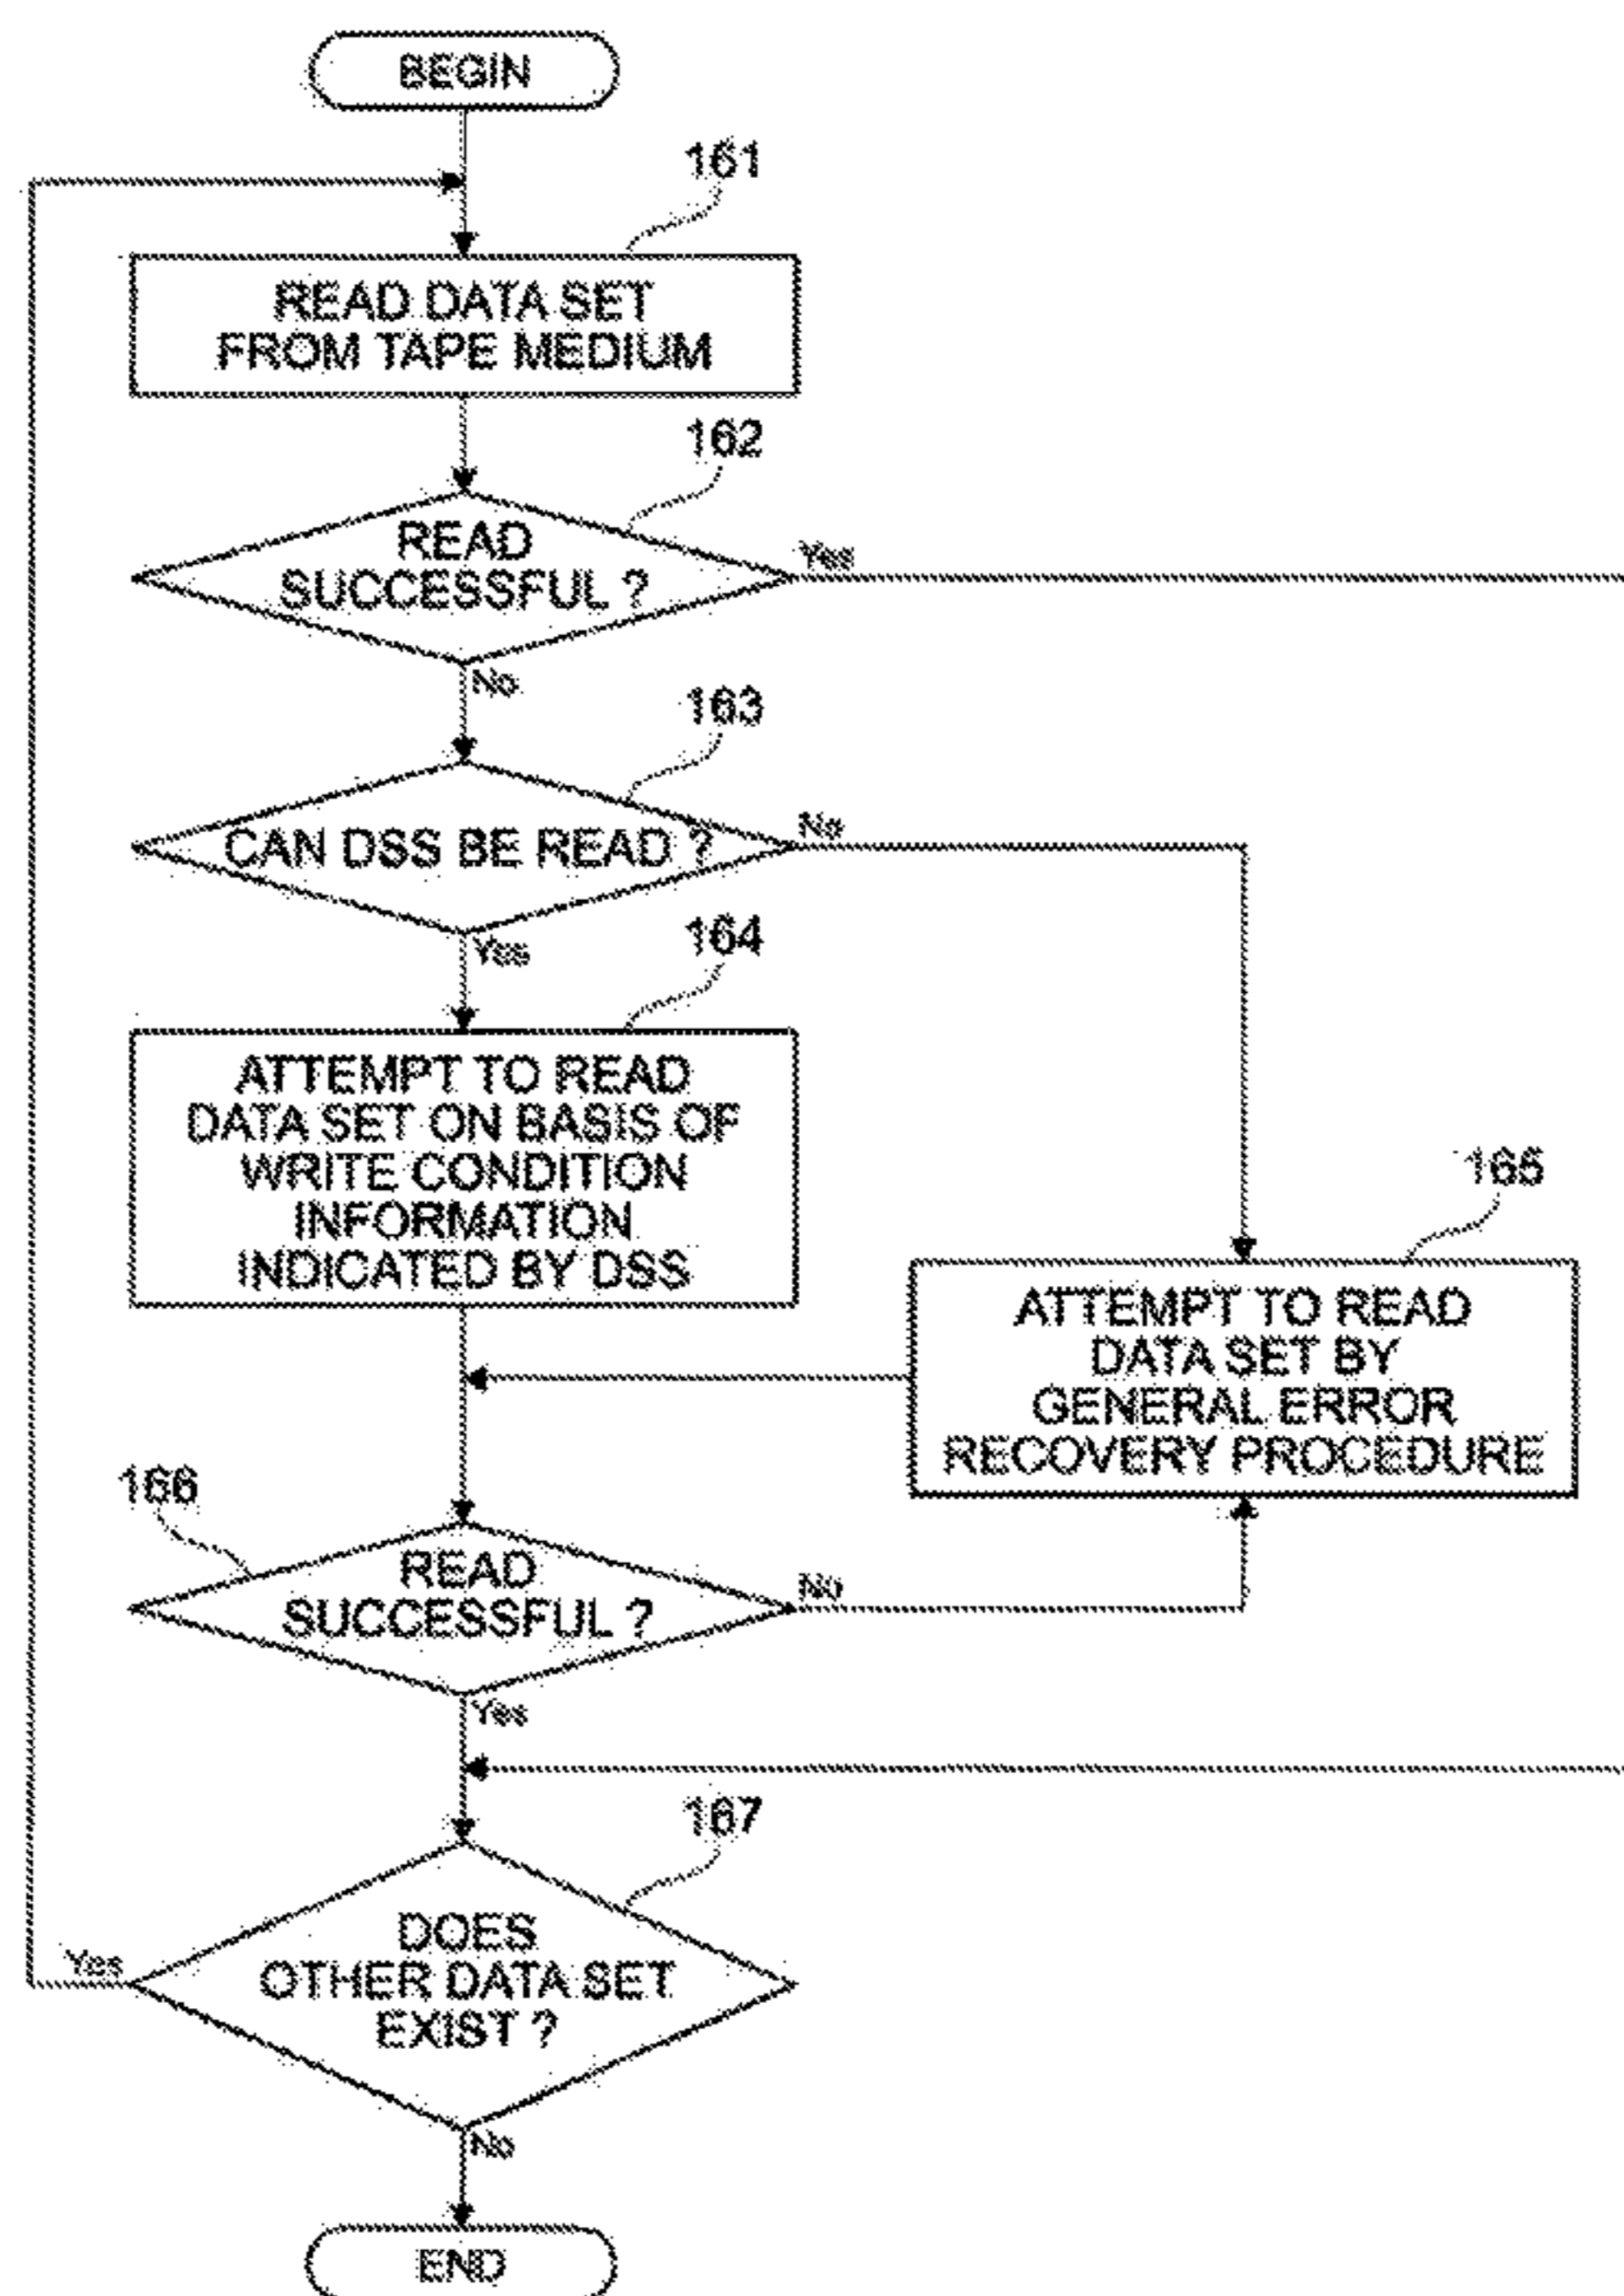 BEGIN
161
READ DATA SET
FROM TAPE MEDIUM
162
READ
SUCCESSFUL ?
Yes
No
163
CAN DSS BE READ ?
No
Yes
164
ATTEMPT TO READ
DATA SET ON BASIS OF
WRITE CONDITION
INFORMATION
INDICATED BY DSS
165
ATTEMPT TO READ
DATA SET BY
GENERAL ERROR
RECOVERY PROCEDURE
166
READ
SUCCESSFUL ?
No
Yes
167
DOES
OTHER DATA SET
EXIST ?
Yes
No
END